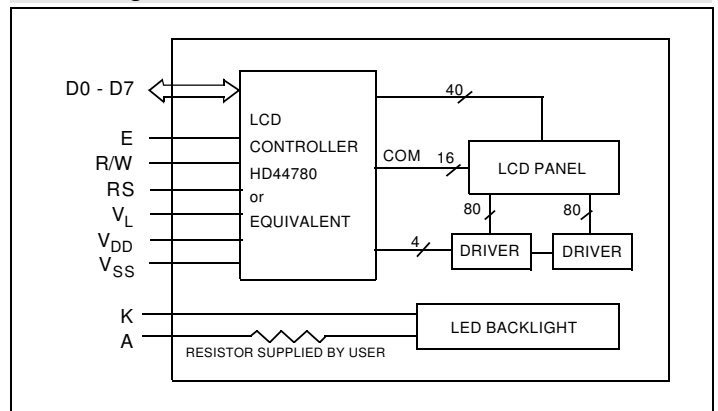 D0 - D7
E
R/W
RS
VL
VDD
VSS
K
A
LCD
CONTROLLER
HD44780
or
EQUIVALENT
40
COM 16
LCD PANEL
80
80
4
DRIVER
DRIVER
LED BACKLIGHT
RESISTOR SUPPLIED BY USER